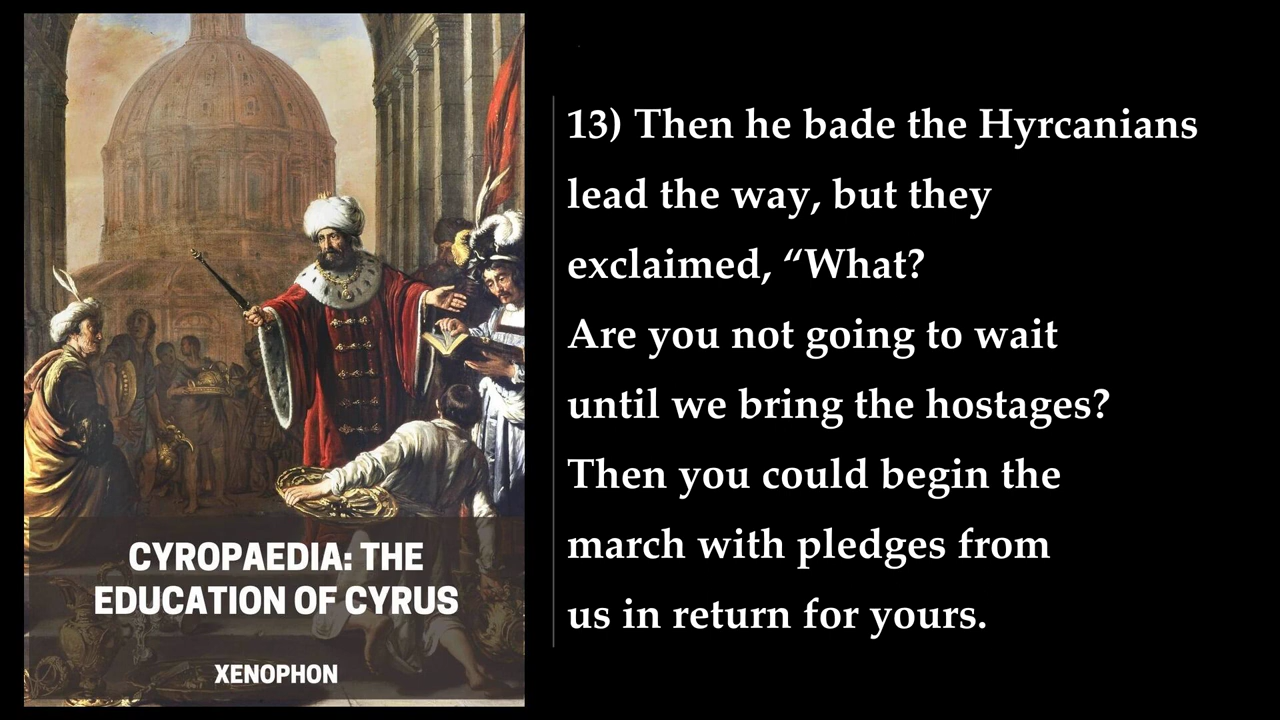 CYROPAEDIA: THE
EDUCATION OF CYRUS
XENOPHON
13) Then he bade the Hyrcanians
lead the way, but they
exclaimed, “What?
Are you not going to wait
until we bring the hostages?
Then you could begin the
march with pledges from
us in return for yours.